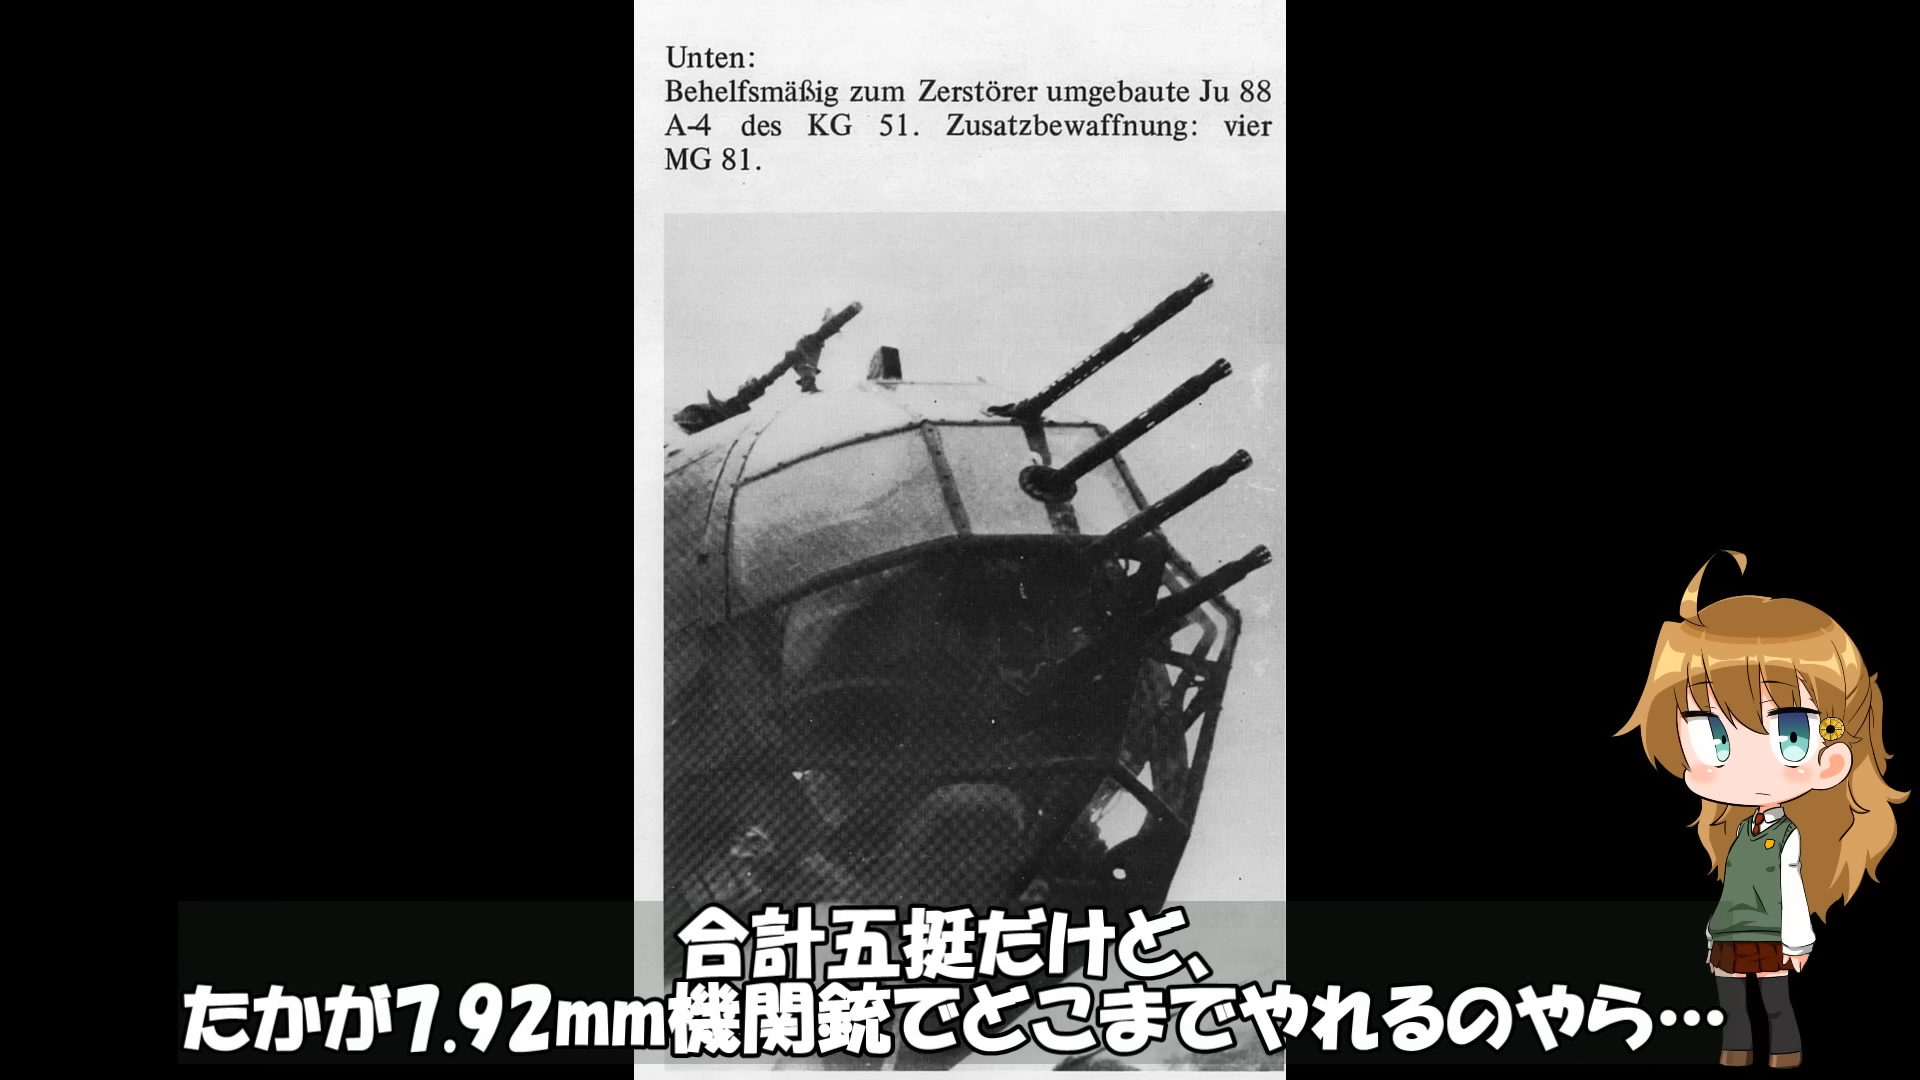 Unten:
Behelfsmäßig zum Zerstörer umgebaute Ju 88
A-4 des KG 51. Zusatzbewaffnung: vier
MG 81.
合計五挺だけど、
たかが7.92mm機関銃でどこまでやれるのやら…